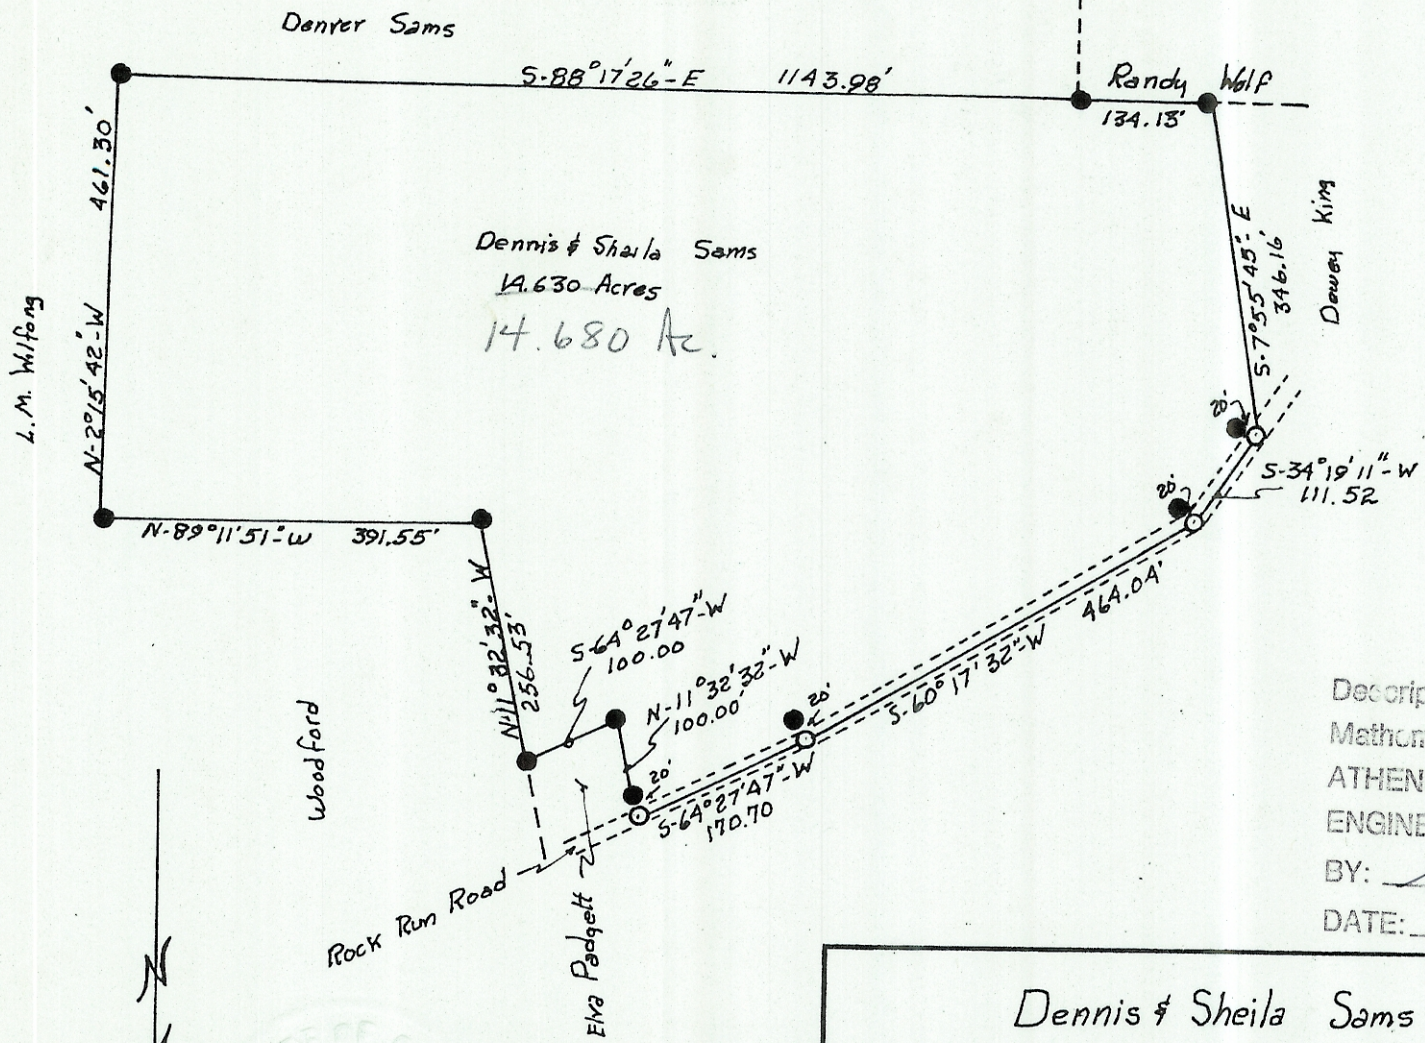 Denver Sams
S-88°17'26"-E 1143.98'
Randy Wolf
134.13'
461.30'
N-2°15'42"-W
L.M. Wilfong
Dennis & Sharla Sams
14.630 Acres
14.680 Ac.
S-7°55'45"-E
346.16'
Dewey King
20'
S-34°19'11"-W
111.52
20'
N-89°11'51"-W 391.55'
N-11°32'32"-W
256.53'
S-64°27'47"-W
100.00
N-11°32'32"-W
100.00'
20'
464.04'
S-60°17'32"-W
20'
S-64°27'47"-W
170.70
Woodford
Rock Run Road
Elva Padgett
ATHEN
ENGINE
BY:
DATE:
Dennis & Sheila Sams